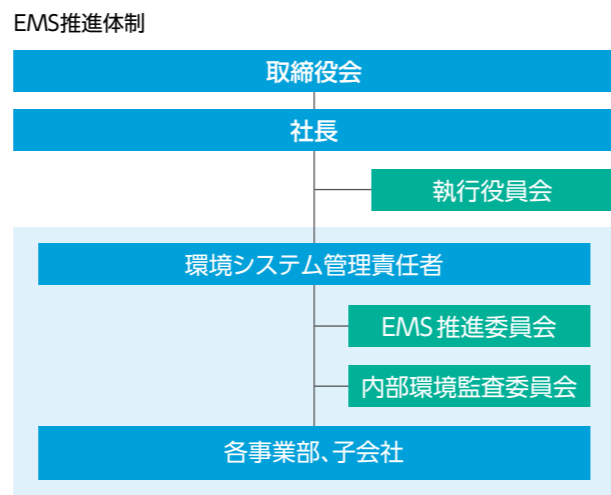 EMS推進体制
取締役会
社長
執行役員会
環境システム管理責任者
EMS推進委員会
内部環境監査委員会
各事業部、子会社